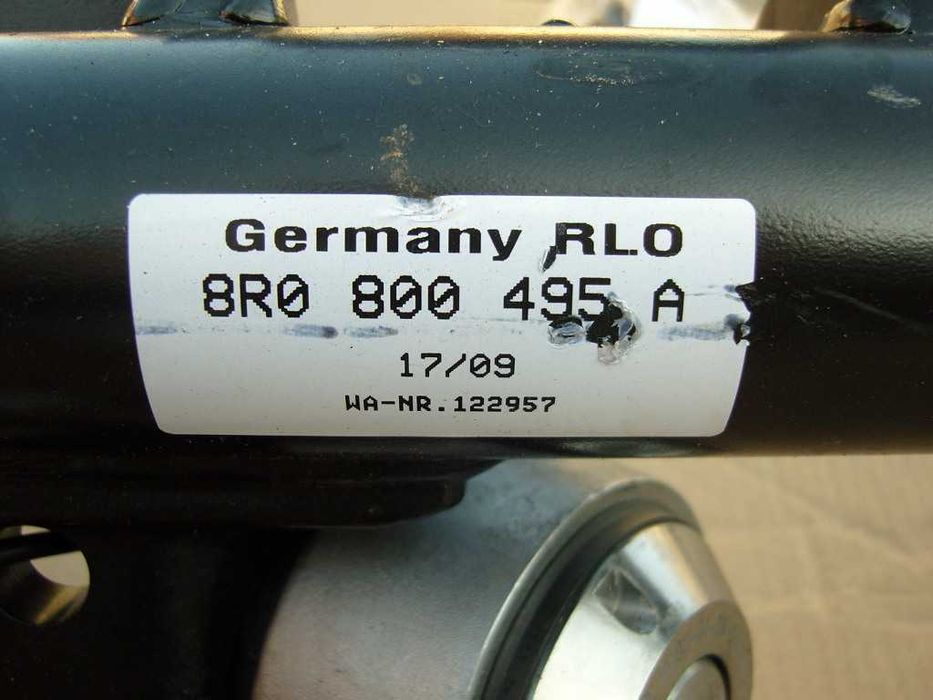 Germany RLO
8R0 800 495 A
17/09
WA-NR.122957